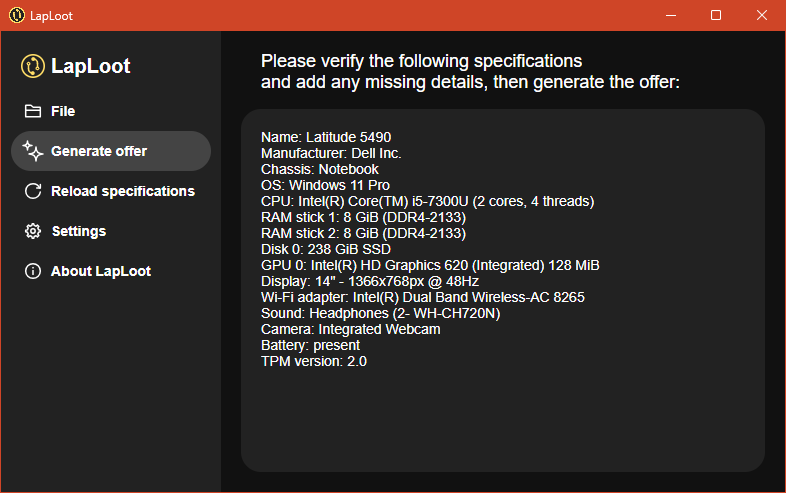 LapLoot
LapLoot
File
Generate offer
Reload specifications
Settings
About LapLoot
Please verify the following specifications
and add any missing details, then generate the offer:
Name: Latitude 5490
Manufacturer: Dell Inc.
Chassis: Notebook
OS: Windows 11 Pro
CPU: Intel(R) Core(TM) i5-7300U (2 cores, 4 threads)
RAM stick 1: 8 GiB (DDR4-2133)
RAM stick 2: 8 GiB (DDR4-2133)
Disk 0: 238 GiB SSD
GPU 0: Intel(R) HD Graphics 620 (Integrated) 128 MiB
Display: 14" - 1366x768px @ 48Hz
Wi-Fi adapter: Intel(R) Dual Band Wireless-AC 8265
Sound: Headphones (2- WH-CH720N)
Camera: Integrated Webcam
Battery: present
TPM version: 2.0